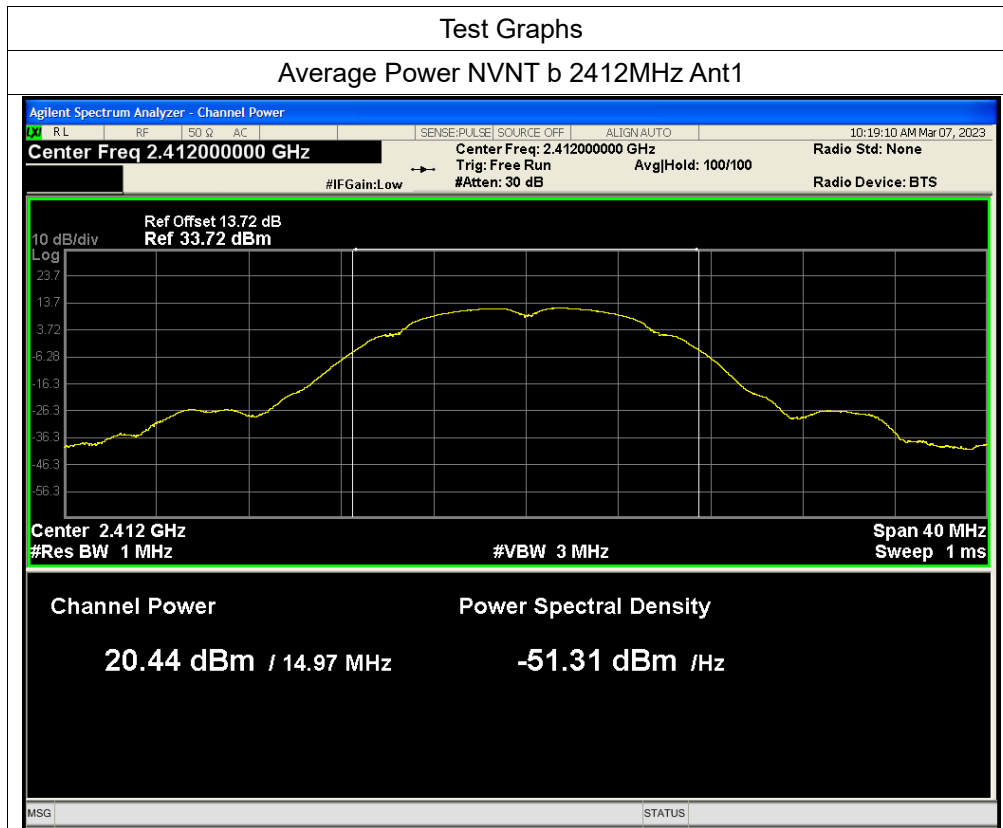 Test Graphs
Average Power NVNT b 2412MHz Ant1
Agilent Spectrum Analyzer - Channel Power
LXI RL RF 50 Ω AC SENSE:PULSE SOURCE OFF ALIGN AUTO 10:19:10 AM Mar 07, 2023
Center Freq 2.412000000 GHz Center Freq: 2.412000000 GHz Radio Std: None
Trig: Free Run Avg|Hold: 100/100
#IFGain:Low #Atten: 30 dB Radio Device: BTS
Ref Offset 13.72 dB
10 dB/div Ref 33.72 dBm
Log
23.7
13.7
3.72
-6.28
-16.3
-26.3
-36.3
-46.3
-56.3
Center 2.412 GHz Span 40 MHz
#Res BW 1 MHz #VBW 3 MHz Sweep 1 ms
Channel Power Power Spectral Density
20.44 dBm / 14.97 MHz -51.31 dBm /Hz
MSG STATUS